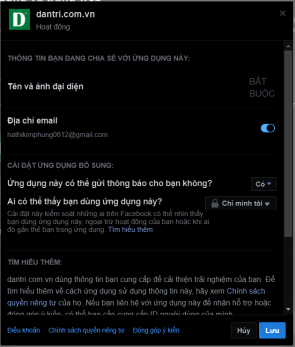 dantri.com.vn
Hoạt động
THÔNG TIN BẠN ĐANG CHIA SẺ VỚI ỨNG DỤNG NÀY:
Tên và ảnh đại diện
BẮT
BUỘC
Địa chỉ email
hathikimphung0612@gmail.com
CÀI ĐẶT ỨNG DỤNG BỔ SUNG:
Ứng dụng này có thể gửi thông báo cho bạn không?
Có
Ai có thể thấy bạn dùng ứng dụng này?
Chỉ mình tôi
Cài đặt này kiểm soát những ai trên Facebook có thể nhìn thấy
bạn dùng ứng dụng này, ngoại trừ hoạt động của bạn hoặc khi ai
đó gắn thẻ bạn trong ứng dụng. Tìm hiểu thêm
TÌM HIỂU THÊM:
dantri.com.vn dùng thông tin bạn cung cấp để cải thiện trải nghiệm của bạn. Để
tìm hiểu thêm về cách ứng dụng sử dụng thông tin này, hãy xem Chính sách
quyền riêng tư của họ. Nếu bạn liên hệ với ứng dụng này để nhận hỗ trợ hoặc
đóng góp ý kiến, bạn có thể cần cung cấp ID người dùng của mình
Điều khoản · Chính sách quyền riêng tư · Đóng góp ý kiến
Hủy
Lưu